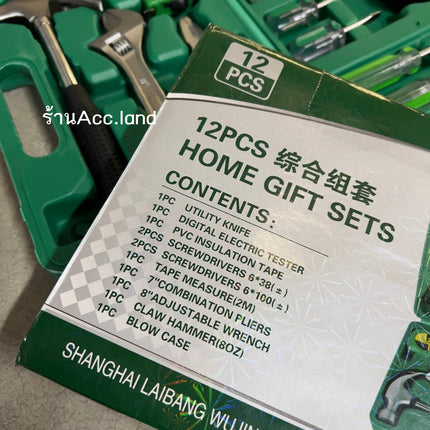 12
PCS
ร้านAcc.land
12PCS 综合组套
HOME GIFT SETS
CONTENTS:
1PC UTILITY KNIFE
1PC DIGITAL ELECTRIC TESTER
1PC PVC INSULATION TAPE
2PCS SCREWDRIVERS 6*38(±)
2PCS SCREWDRIVERS 6*100(±)
1PC TAPE MEASURE(2M)
1PC 7"COMBINATION PLIERS
1PC 8"ADJUSTABLE WRENCH
1PC CLAW HAMMER(8OZ)
1PC BLOW CASE
SHANGHAI LAIBANG WUJIN